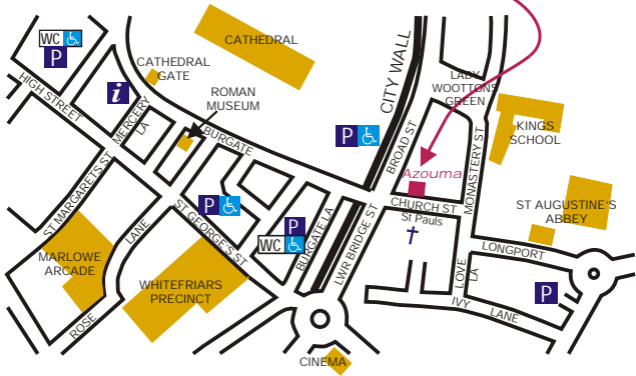 WC
P
HIGH STREET
i
MERCERY
LA
CATHEDRAL
GATE
CATHEDRAL
ROMAN
MUSEUM
BURGATE
CITY WALL
P
LADY
WOOTTONS
GREEN
KINGS
SCHOOL
BROAD ST
MONASTERY ST
Azouma
CHURCH ST
St Pauls
ST AUGUSTINE'S
ABBEY
LONGPORT
LOVE
LA
IVY LANE
P
ST MARGARETS ST
P
ST GEORGE'S ST
P
WC
BURGATE LA
LWR BRIDGE ST
MARLOWE
ARCADE
ROSE LANE
WHITEFRIARS
PRECINCT
CINEMA